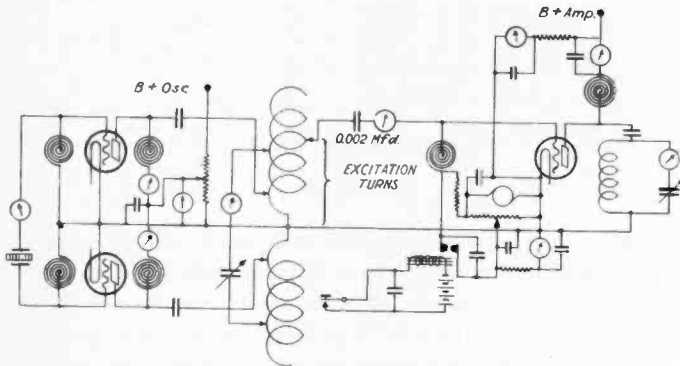 B + Amp.
B + Osc
0.002 Mfd.
EXCITATION
TURNS